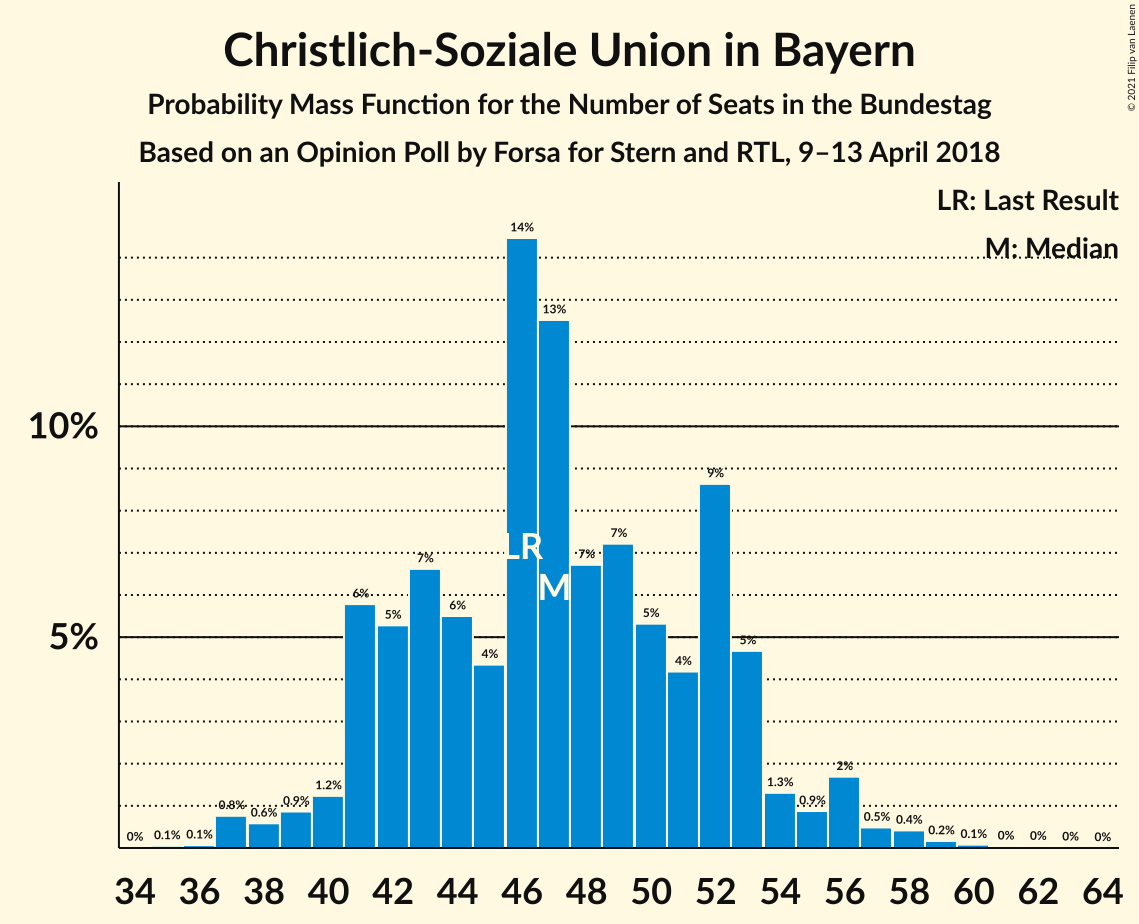 Christlich-Soziale Union in Bayern
Probability Mass Function for the Number of Seats in the Bundestag
Based on an Opinion Poll by Forsa for Stern and RTL, 9–13 April 2018
© 2021 Filip van Laenen
LR: Last Result
M: Median
10%
5%
0% 0.1% 0.1% 0.8% 0.6% 0.9% 1.2% 6% 5% 7% 6% 4% 14% 13% 7% 7% 5% 4% 9% 5% 1.3% 0.9% 2% 0.5% 0.4% 0.2% 0.1% 0% 0% 0% 0%
LR
M
34 36 38 40 42 44 46 48 50 52 54 56 58 60 62 64